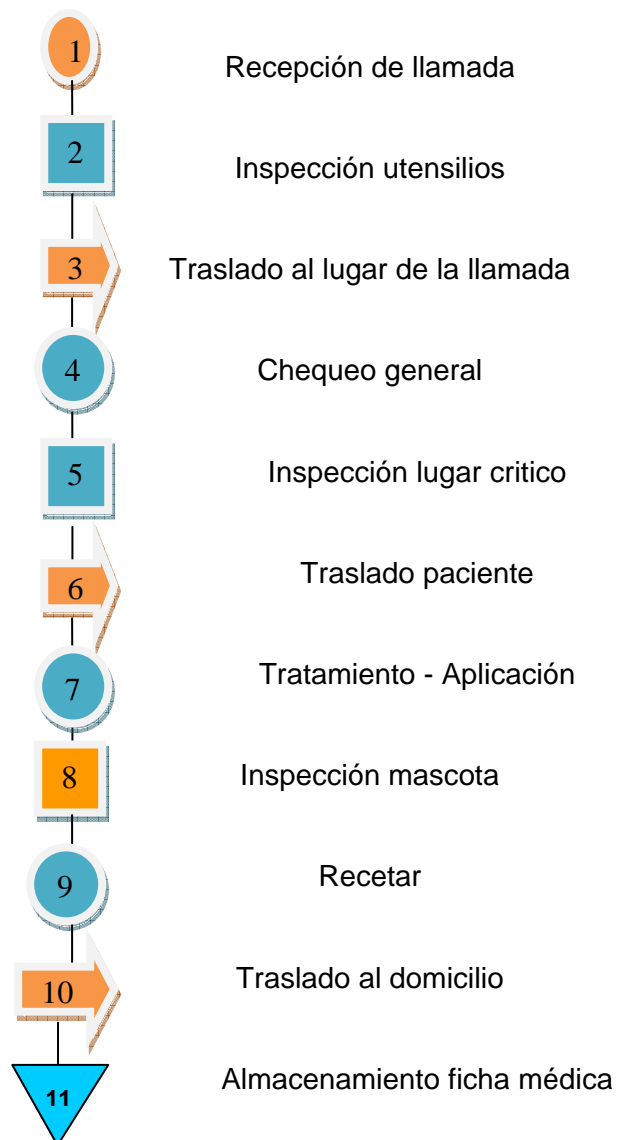 1 Recepción de llamada
2 Inspección utensilios
3 Traslado al lugar de la llamada
4 Chequeo general
5 Inspección lugar critico
6 Traslado paciente
7 Tratamiento - Aplicación
8 Inspección mascota
9 Recetar
10 Traslado al domicilio
11 Almacenamiento ficha médica